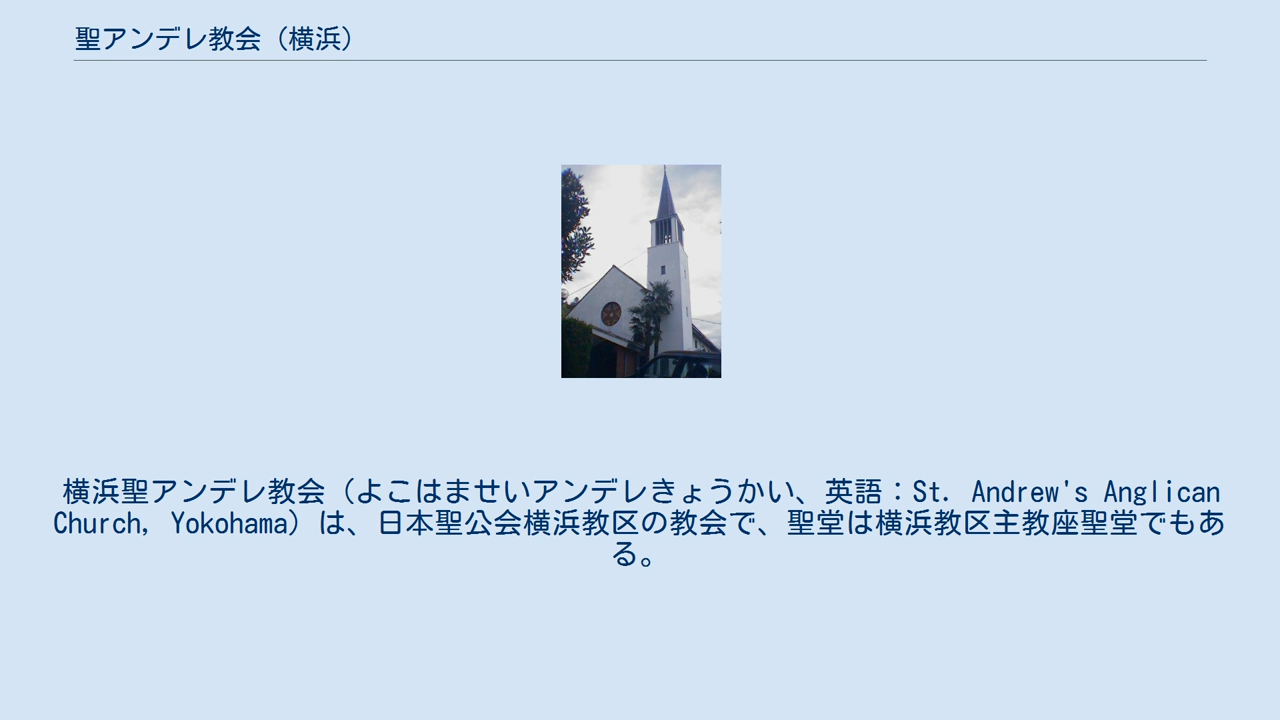 聖アンデレ教会（横浜）
横浜聖アンデレ教会（よこはませいアンデレきょうかい、英語：St. Andrew's Anglican
Church, Yokohama）は、日本聖公会横浜教区の教会で、聖堂は横浜教区主教座聖堂でもあ
る。